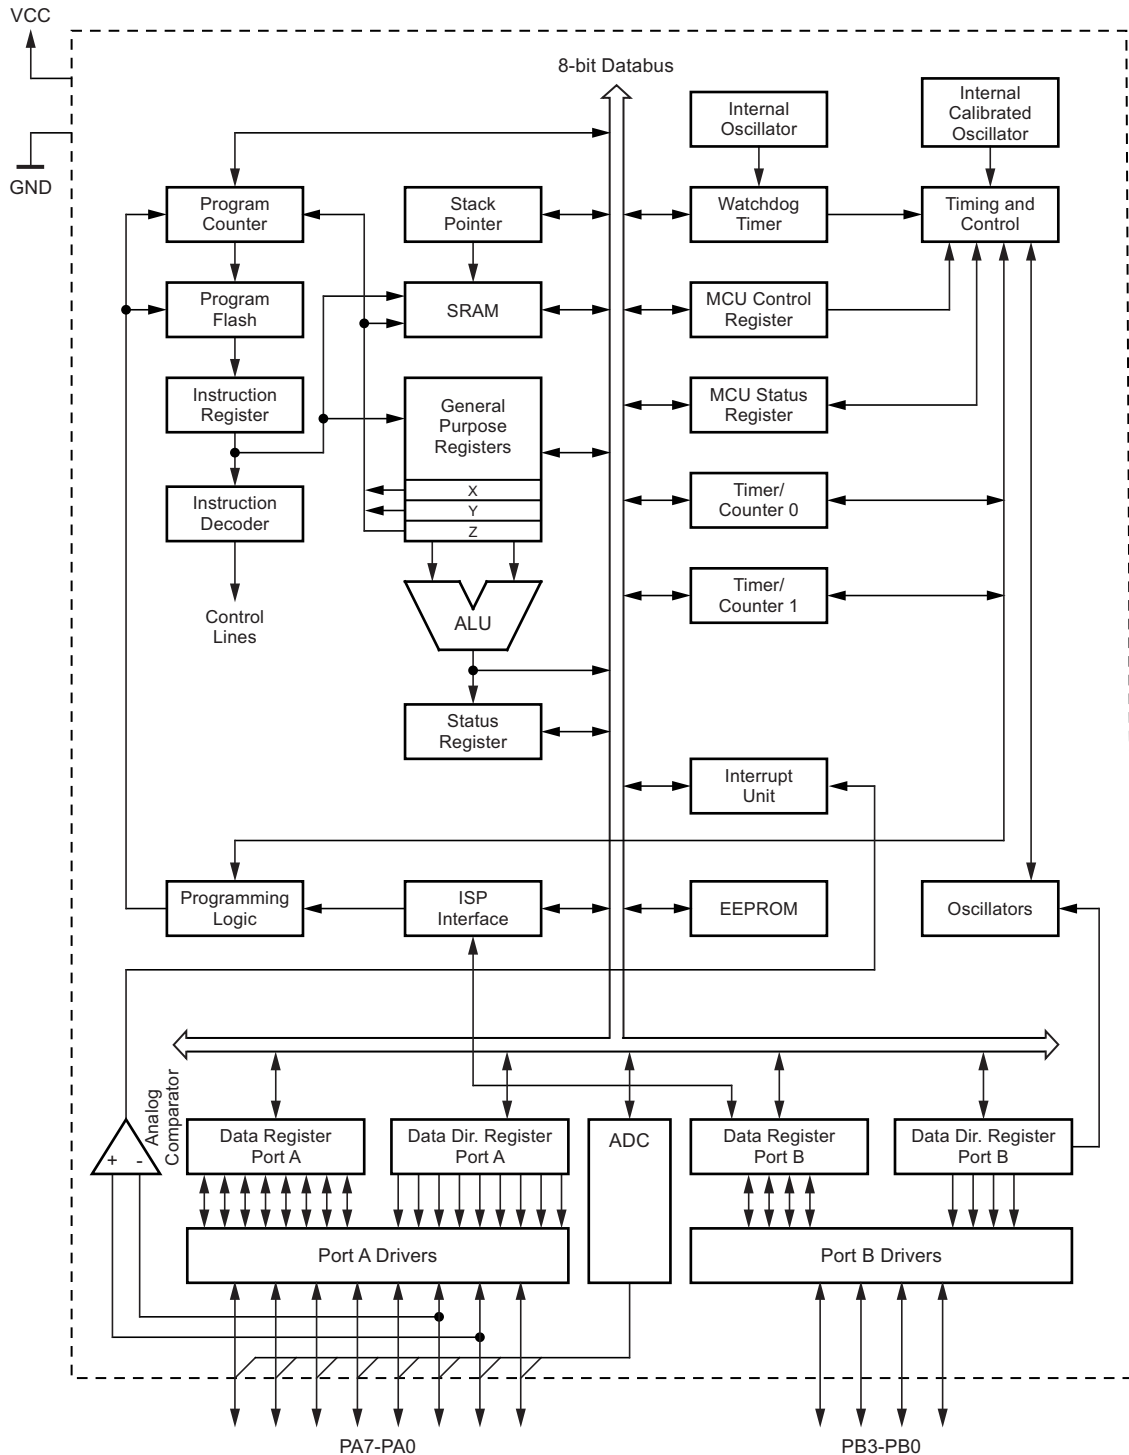 VCC
GND
8-bit Databus
Internal
Oscillator
Internal
Calibrated
Oscillator
Program
Counter
Stack
Pointer
Watchdog
Timer
Timing and
Control
Program
Flash
SRAM
MCU Control
Register
Instruction
Register
General
Purpose
Registers
X
Y
Z
MCU Status
Register
Instruction
Decoder
Timer/
Counter 0
Control
Lines
ALU
Timer/
Counter 1
Status
Register
Interrupt
Unit
Programming
Logic
ISP
Interface
EEPROM
Oscillators
Analog
Comparator
+
-
Data Register
Port A
Data Dir. Register
Port A
ADC
Data Register
Port B
Data Dir. Register
Port B
Port A Drivers
Port B Drivers
PA7-PA0
PB3-PB0